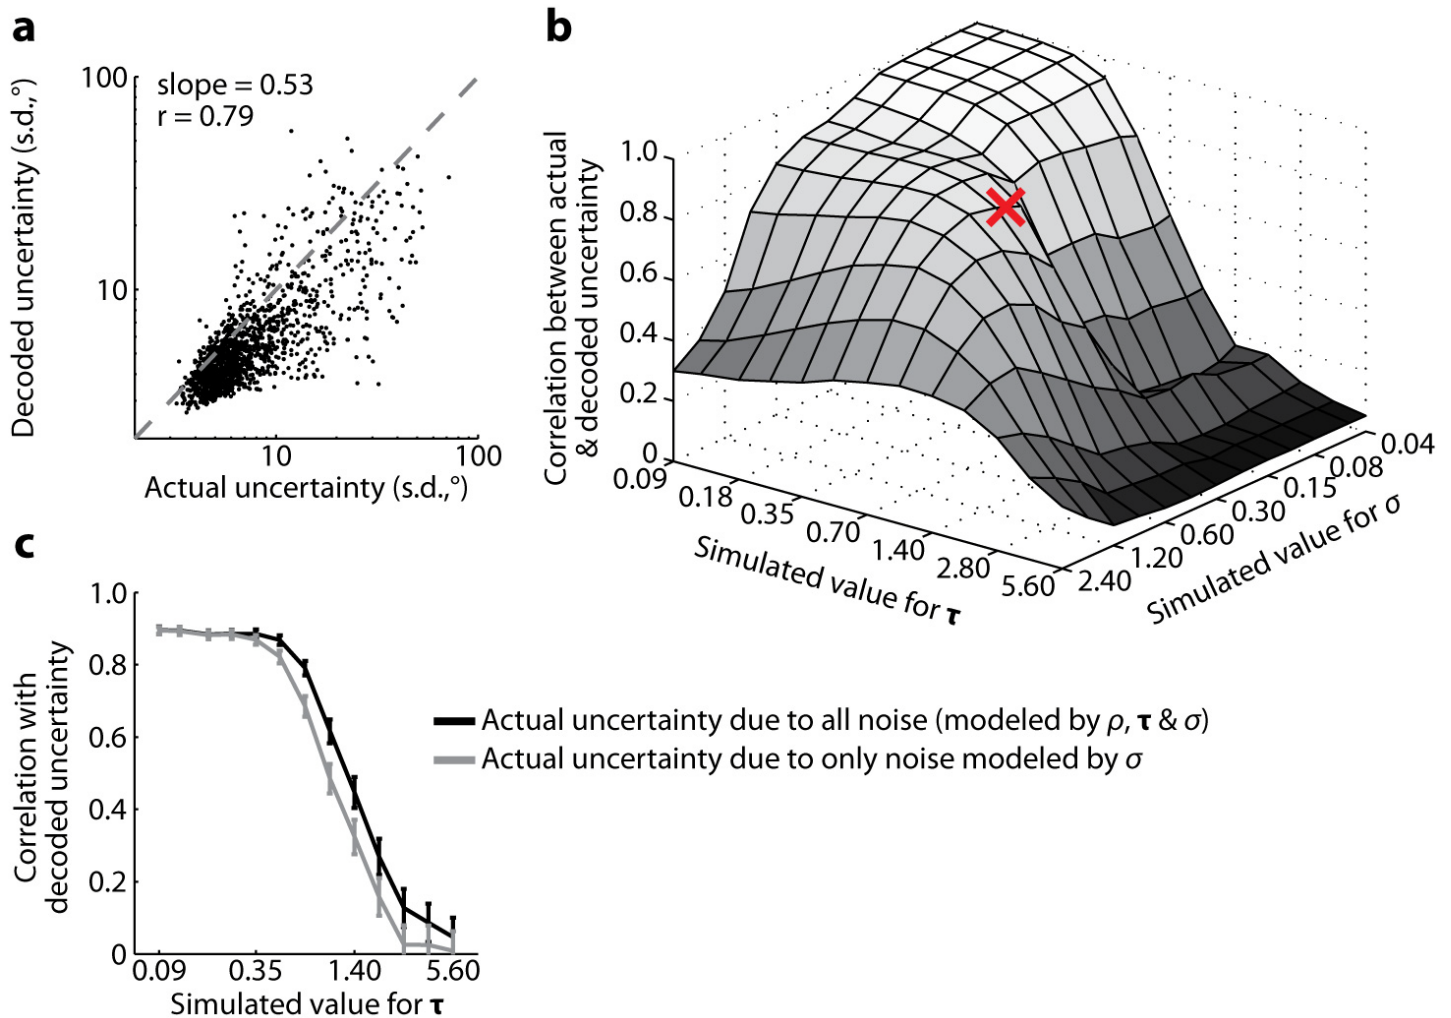 a
slope = 0.53
r = 0.79
Decoded uncertainty (s.d.,°)
100
10
10
100
Actual uncertainty (s.d.,°)
b
Correlation between actual
& decoded uncertainty
1.0
0.8
0.6
0.4
0.2
0
0.09
0.18
0.35
0.70
1.40
2.80
5.60
Simulated value for τ
2.40
1.20
0.60
0.30
0.15
0.08
0.04
Simulated value for σ
c
Correlation with
decoded uncertainty
1.0
0.8
0.6
0.4
0.2
0
0.09
0.35
1.40
5.60
Simulated value for τ
Actual uncertainty due to all noise (modeled by ρ, τ & σ)
Actual uncertainty due to only noise modeled by σ